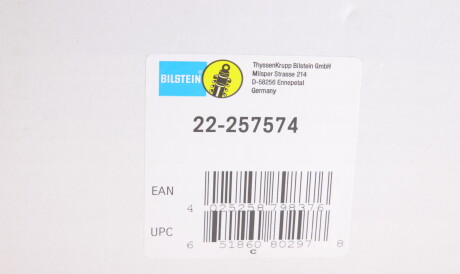 BILSTEIN
ThyssenKrupp Bilstein GmbH
Milsper Strasse 214
D-58256 Ennepetal
Germany
22-257574
EAN
4 025258 798376
UPC
6 51860 80297 8
C